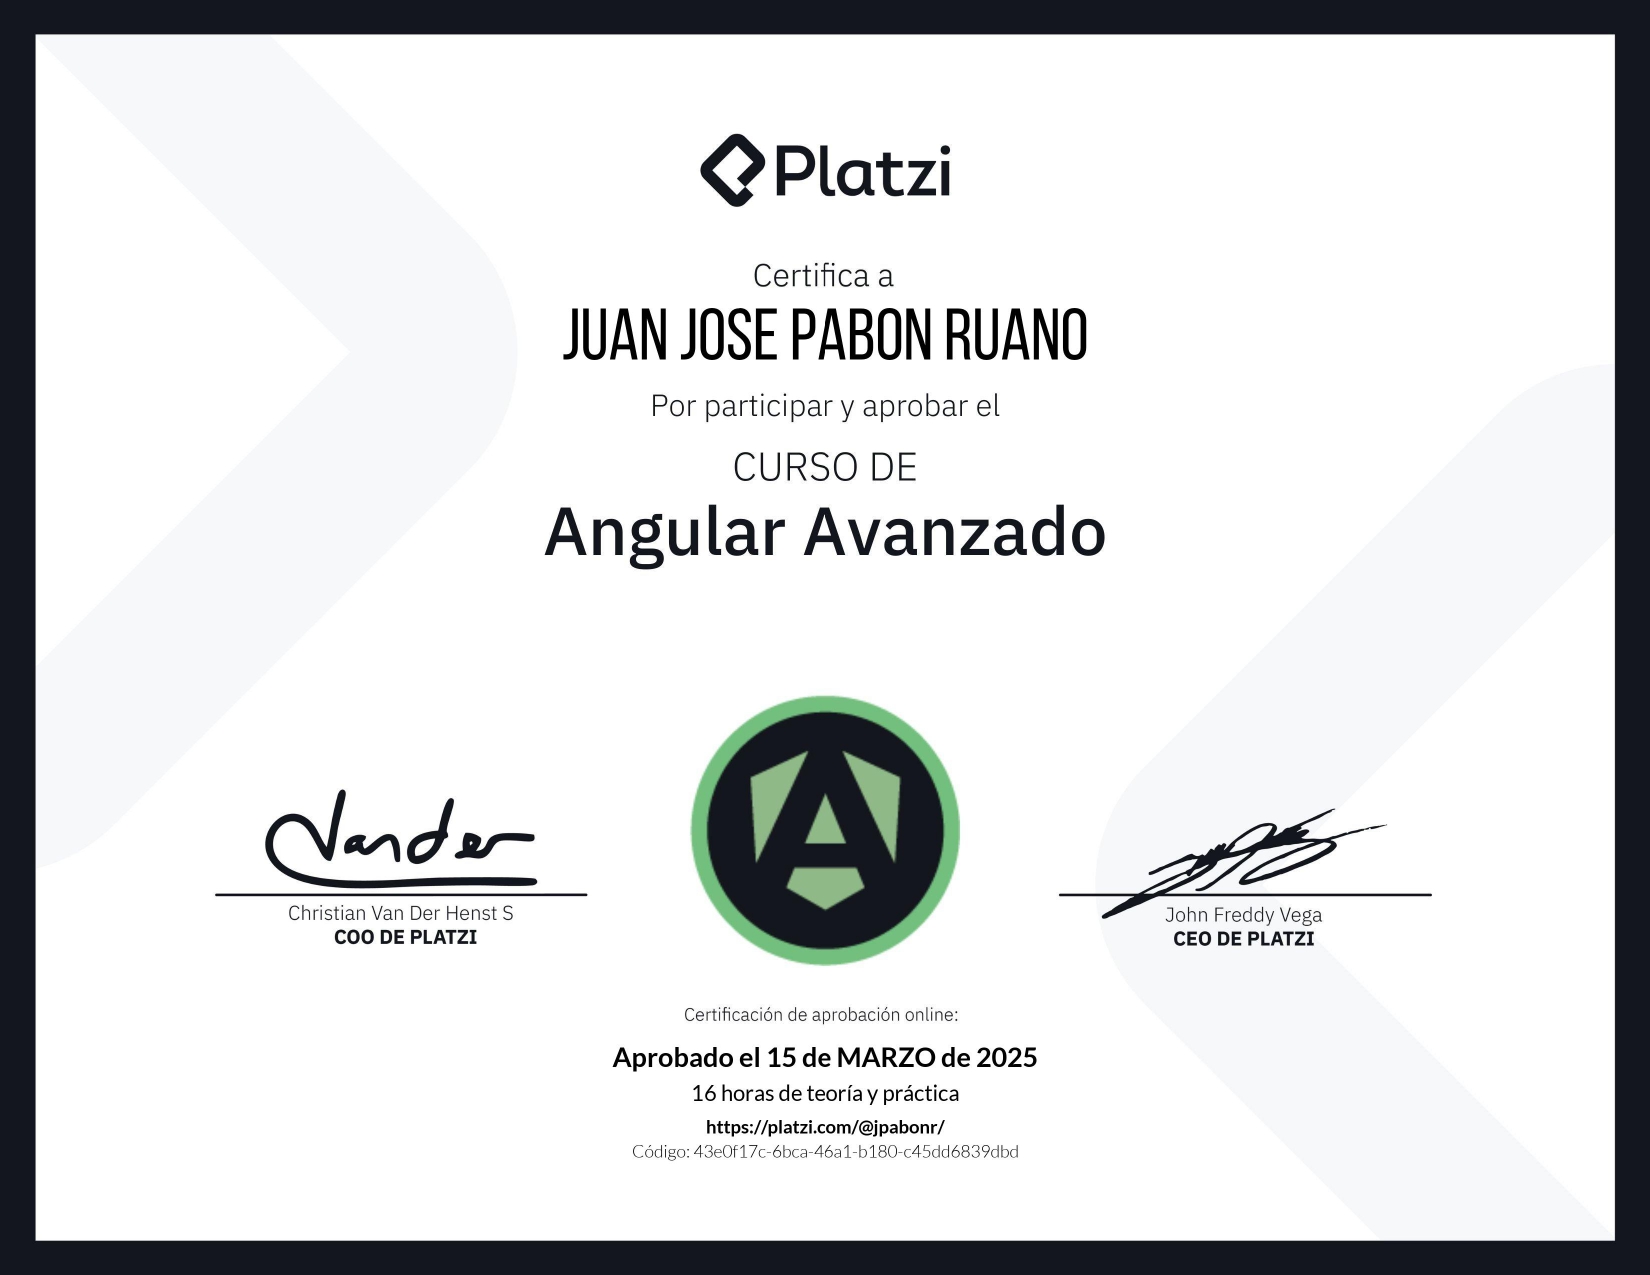 Platzi
Certifica a
JUAN JOSE PABON RUANO
Por participar y aprobar el
CURSO DE
Angular Avanzado
Vander
Christian Van Der Henst S
COO DE PLATZI
John Freddy Vega
CEO DE PLATZI
Certificación de aprobación online:
Aprobado el 15 de MARZO de 2025
16 horas de teoría y práctica
https://platzi.com/@jpabonr/
Código: 43e0f17c-6bca-46a1-b180-c45dd6839dbd